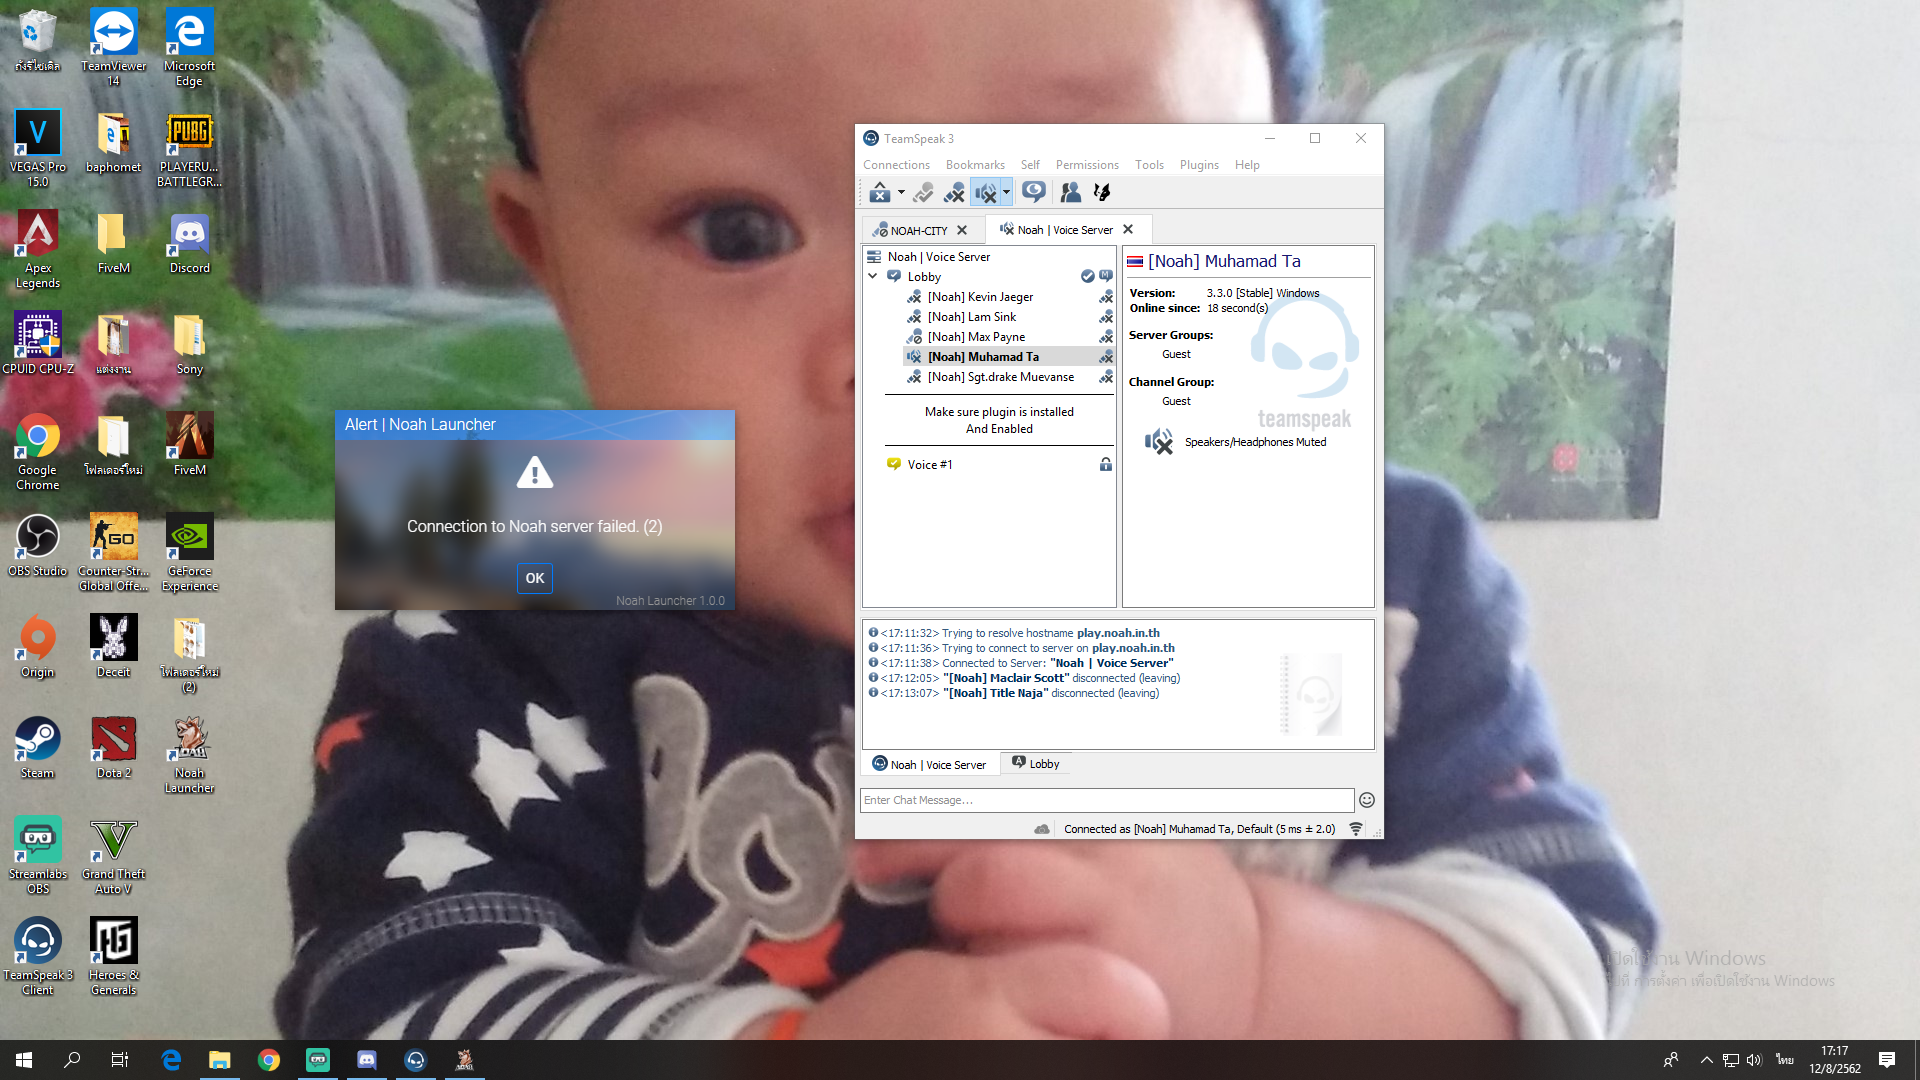 ถังรีไซเคิล
TeamViewer 14
Microsoft Edge
VEGAS Pro 15.0
baphomet
PLAYERU... BATTLEGR...
Apex Legends
FiveM
Discord
CPUID CPU-Z
แต่งงาน
Sony
Google Chrome
โฟลเดอร์ใหม่
FiveM
OBS Studio
Counter-Str... Global Offe...
GeForce Experience
Origin
Deceit
โฟลเดอร์ใหม่ (2)
Steam
Dota 2
Noah Launcher
Streamlabs OBS
Grand Theft Auto V
TeamSpeak 3 Client
Heroes & Generals
Alert | Noah Launcher
Connection to Noah server failed. (2)
OK
Noah Launcher 1.0.0
TeamSpeak 3
Connections Bookmarks Self Permissions Tools Plugins Help
NOAH-CITY
Noah | Voice Server
Noah | Voice Server
Lobby
[Noah] Kevin Jaeger
[Noah] Lam Sink
[Noah] Max Payne
[Noah] Muhamad Ta
[Noah] Sgt.drake Muevanse
Make sure plugin is installed
And Enabled
Voice #1
[Noah] Muhamad Ta
Version: 3.3.0 [Stable] Windows
Online since: 18 second(s)
Server Groups:
Guest
Channel Group:
Guest
teamspeak
Speakers/Headphones Muted
<17:11:32> Trying to resolve hostname play.noah.in.th
<17:11:36> Trying to connect to server on play.noah.in.th
<17:11:38> Connected to Server: "Noah | Voice Server"
<17:12:05> "[Noah] Maclair Scott" disconnected (leaving)
<17:13:07> "[Noah] Title Naja" disconnected (leaving)
Noah | Voice Server
Lobby
Enter Chat Message...
Connected as [Noah] Muhamad Ta, Default (5 ms ± 2.0)
เปิดใช้งาน Windows
ไปที่ การตั้งค่า เพื่อเปิดใช้งาน Windows
ไทย
17:17
12/8/2562